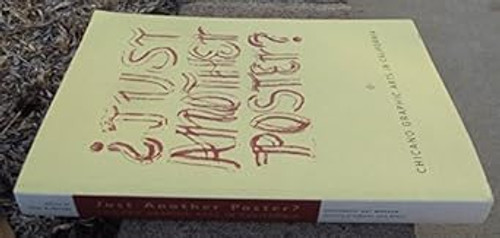 ¿JUST
ANOTHER
POSTER?
CHICANO GRAPHIC ARTS IN CALIFORNIA
Just Another Poster?